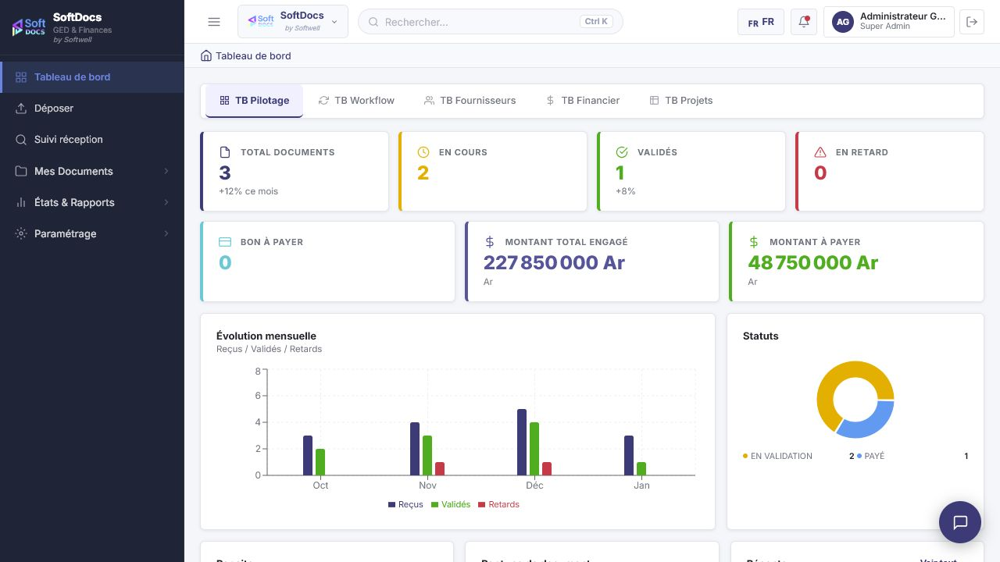 SoftDocs
GED & Finances
by Softwell
Soft
DOCS
Tableau de bord
Déposer
Suivi réception
Mes Documents
États & Rapports
Paramétrage
Soft
DOCS
SoftDocs
by Softwell
Rechercher...
Ctrl K
FR FR
AG
Administrateur G...
Super Admin
Tableau de bord
TB Pilotage
TB Workflow
TB Fournisseurs
TB Financier
TB Projets
TOTAL DOCUMENTS
3
+12% ce mois
EN COURS
2
VALIDÉS
1
+8%
EN RETARD
0
BON À PAYER
0
MONTANT TOTAL ENGAGÉ
227 850 000 Ar
Ar
MONTANT À PAYER
48 750 000 Ar
Ar
Évolution mensuelle
Reçus / Validés / Retards
8
6
4
2
0
Oct
Nov
Déc
Jan
Reçus
Validés
Retards
Statuts
EN VALIDATION 2
PAYÉ 1